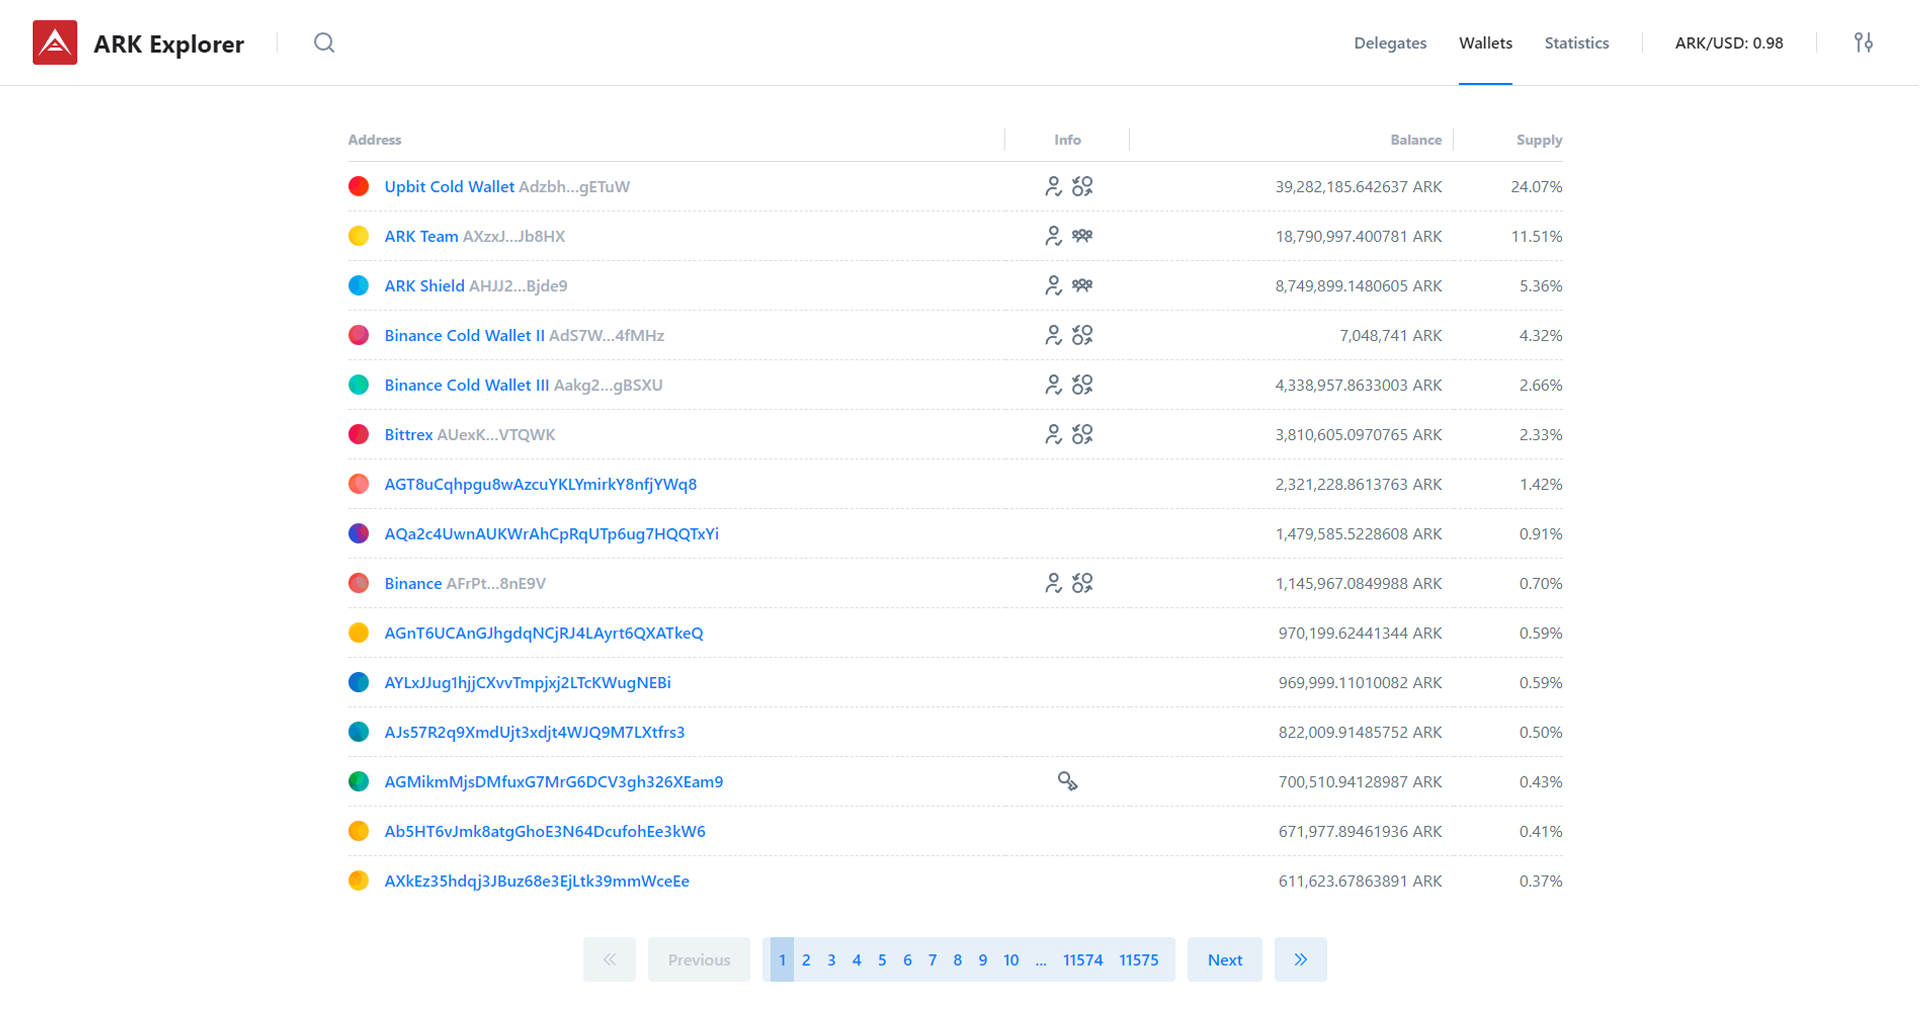 ARK Explorer Delegates Wallets Statistics ARK/USD: 0.98
Address Info Balance Supply
Upbit Cold Wallet Adzbh...gETuW 39,282,185.642637 ARK 24.07%
ARK Team AXzxJ...Jb8HX 18,790,997.400781 ARK 11.51%
ARK Shield AHJJ2...Bjde9 8,749,899.1480605 ARK 5.36%
Binance Cold Wallet II AdS7W...4fMHz 7,048,741 ARK 4.32%
Binance Cold Wallet III Aakg2...gBSXU 4,338,957.8633003 ARK 2.66%
Bittrex AUexK...VTQWK 3,810,605.0970765 ARK 2.33%
AGT8uCqhpgu8wAzcuYKLYmirkY8nfjYWq8 2,321,228.8613763 ARK 1.42%
AQa2c4UwnAUKWrAhCpRqUTp6ug7HQQTxYi 1,479,585.5228608 ARK 0.91%
Binance AFrPt...8nE9V 1,145,967.0849988 ARK 0.70%
AGnT6UCAnGJhgdqNCjRJ4LAyrt6QXATkeQ 970,199.62441344 ARK 0.59%
AYLxJJug1hjjCXvvTmpjxj2LTcKWugNEBi 969,999.11010082 ARK 0.59%
AJs57R2q9XmdUjt3xdjt4WJQ9M7LXtfrs3 822,009.91485752 ARK 0.50%
AGMikmMjsDMfuxG7MrG6DCV3gh326XEam9 700,510.94128987 ARK 0.43%
Ab5HT6vJmk8atgGhoE3N64DcufohEe3kW6 671,977.89461936 ARK 0.41%
AXkEz35hdqj3JBuz68e3EjLtk39mmWceEe 611,623.67863891 ARK 0.37%
« Previous 1 2 3 4 5 6 7 8 9 10 ... 11574 11575 Next »